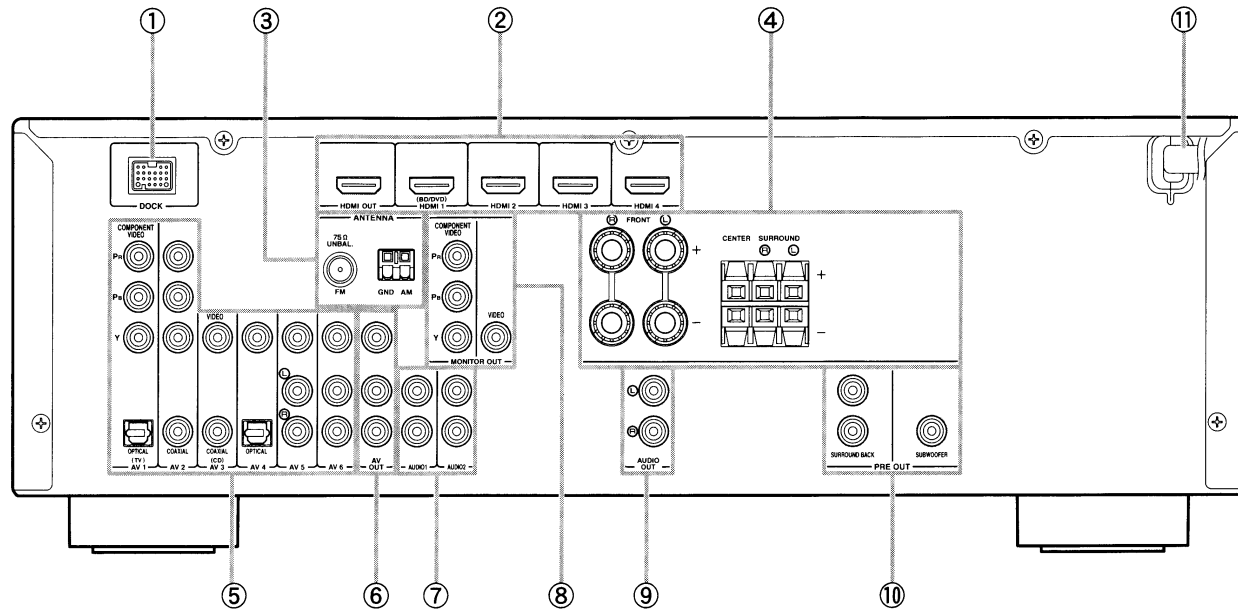 ① ③ ② ④ ⑪
DOCK
HDMI OUT
(BD/DVD)
HDMI 1
HDMI 2
HDMI 3
HDMI 4
ANTENNA
75Ω
UNBAL.
FM
GND AM
COMPONENT
VIDEO
PR
PB
Y
COMPONENT
VIDEO
PR
PB
Y
VIDEO
MONITOR OUT
R FRONT L
+
−
CENTER SURROUND
R L
+
−
VIDEO
L
R
OPTICAL
(TV)
AV 1
COAXIAL
AV 2
COAXIAL
(CD)
AV 3
OPTICAL
AV 4
AV 5
AV 6
AV
OUT
AUDIO1
AUDIO2
L
R
AUDIO
OUT
SURROUND BACK
SUBWOOFER
PRE OUT
⑤ ⑥ ⑦ ⑧ ⑨ ⑩